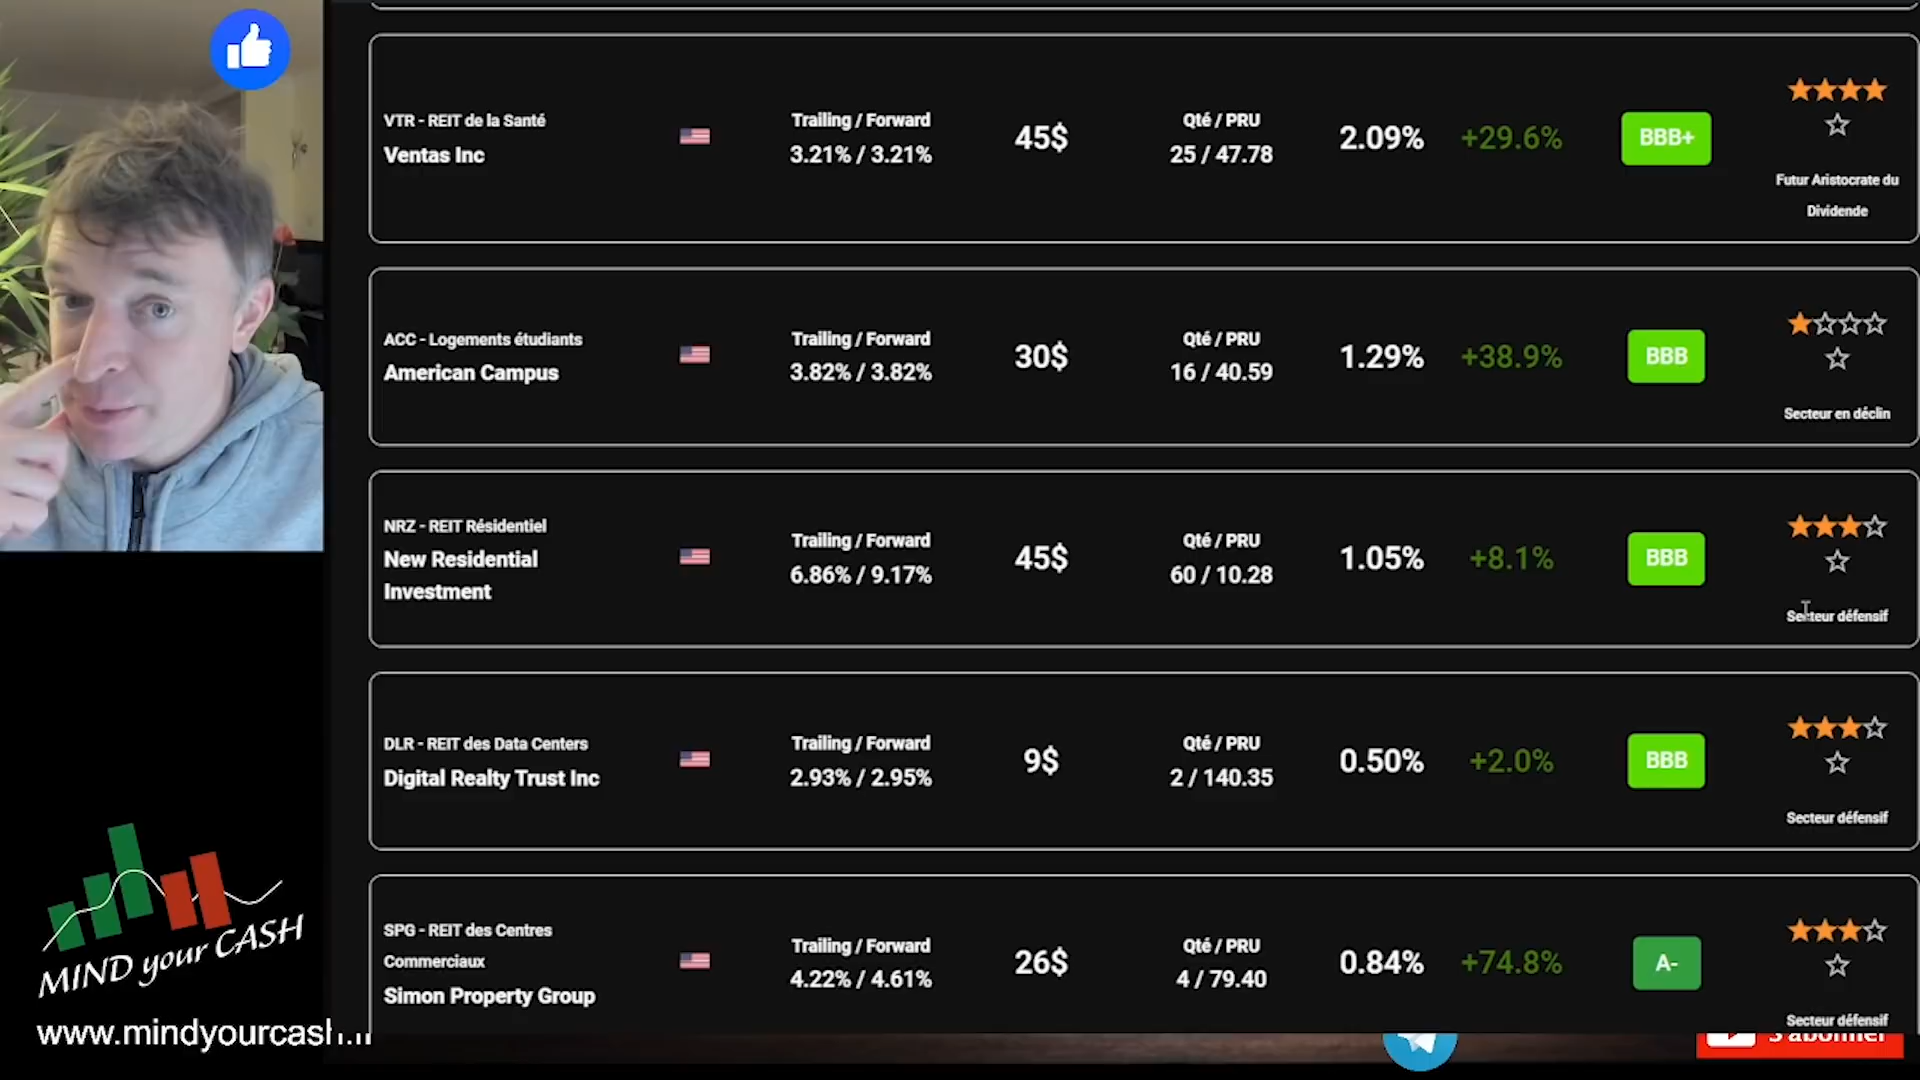 VTR - REIT de la Santé
Ventas Inc
Trailing / Forward
3.21% / 3.21%
45$
Qté / PRU
25 / 47.78
2.09%
+29.6%
BBB+
Futur Aristocrate du
Dividende
ACC - Logements étudiants
American Campus
Trailing / Forward
3.82% / 3.82%
30$
Qté / PRU
16 / 40.59
1.29%
+38.9%
BBB
Secteur en déclin
NRZ - REIT Résidentiel
New Residential
Investment
Trailing / Forward
6.86% / 9.17%
45$
Qté / PRU
60 / 10.28
1.05%
+8.1%
BBB
Secteur défensif
DLR - REIT des Data Centers
Digital Realty Trust Inc
Trailing / Forward
2.93% / 2.95%
9$
Qté / PRU
2 / 140.35
0.50%
+2.0%
BBB
Secteur défensif
SPG - REIT des Centres
Commerciaux
Simon Property Group
Trailing / Forward
4.22% / 4.61%
26$
Qté / PRU
4 / 79.40
0.84%
+74.8%
A-
Secteur défensif
MIND your CASH
www.mindyourcash
S'abonner